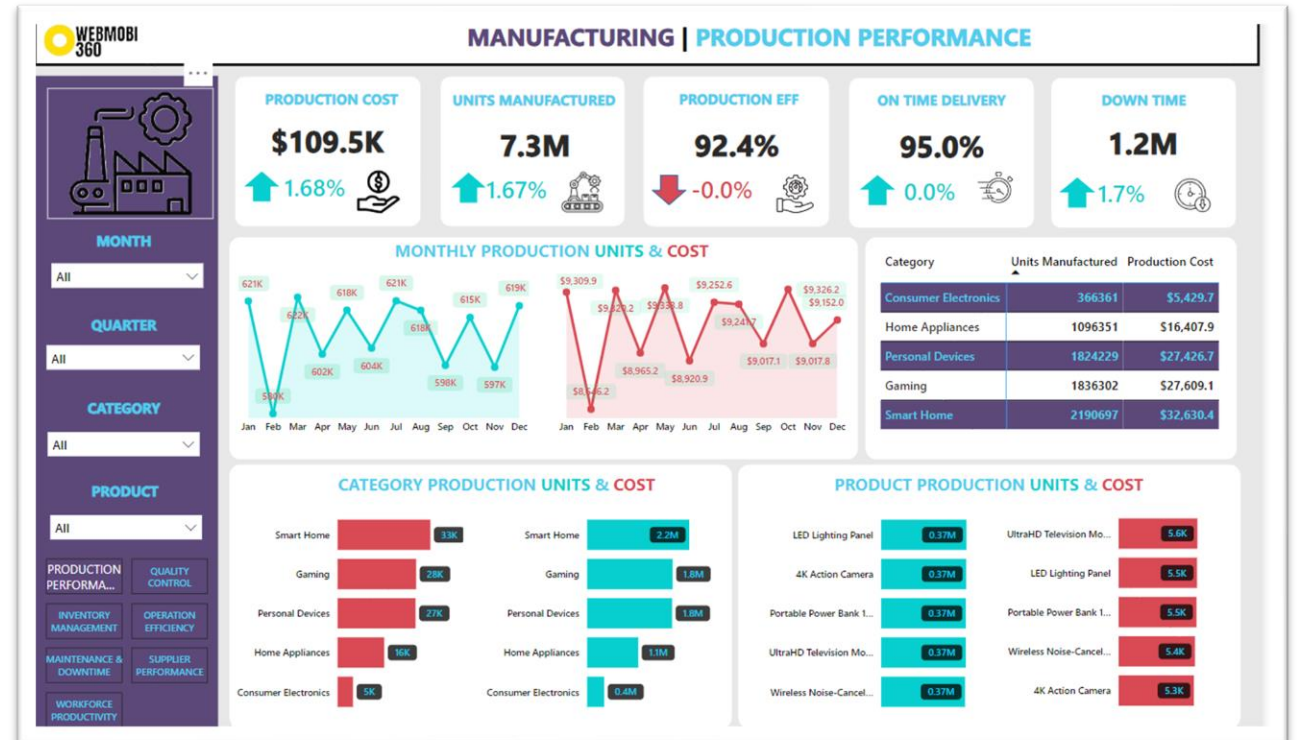 WEBMOBI
360
MANUFACTURING | PRODUCTION PERFORMANCE
PRODUCTION COST
$109.5K
1.68%
UNITS MANUFACTURED
7.3M
1.67%
PRODUCTION EFF
92.4%
-0.0%
ON TIME DELIVERY
95.0%
0.0%
DOWN TIME
1.2M
1.7%
MONTH
All
QUARTER
All
CATEGORY
All
PRODUCT
All
PRODUCTION
PERFORMA...
QUALITY
CONTROL
INVENTORY
MANAGEMENT
OPERATION
EFFICIENCY
MAINTENANCE &
DOWNTIME
SUPPLIER
PERFORMANCE
WORKFORCE
PRODUCTIVITY
MONTHLY PRODUCTION UNITS & COST
621K
622K
602K
618K
604K
621K
618K
598K
615K
597K
619K
Jan Feb Mar Apr May Jun Jul Aug Sep Oct Nov Dec
$9,309.9
$8,965.2
$8,920.9
$9,252.6
$9,241.7
$9,017.1
$9,326.2
$9,017.8
$9,152.0
Jan Feb Mar Apr May Jun Jul Aug Sep Oct Nov Dec
Category Units Manufactured Production Cost
Consumer Electronics 366361 $5,429.7
Home Appliances 1096351 $16,407.9
Personal Devices 1824229 $27,426.7
Gaming 1836302 $27,609.1
Smart Home 2190697 $32,630.4
CATEGORY PRODUCTION UNITS & COST
Smart Home 33K
Gaming 28K
Personal Devices 27K
Home Appliances 16K
Consumer Electronics 5K
Smart Home 2.2M
Gaming 1.8M
Personal Devices 1.8M
Home Appliances 1.1M
Consumer Electronics 0.4M
PRODUCT PRODUCTION UNITS & COST
LED Lighting Panel 0.37M
4K Action Camera 0.37M
Portable Power Bank 1... 0.37M
UltraHD Television Mo... 0.37M
Wireless Noise-Cancel... 0.37M
UltraHD Television Mo... 5.6K
LED Lighting Panel 5.5K
Portable Power Bank 1... 5.5K
Wireless Noise-Cancel... 5.4K
4K Action Camera 5.3K